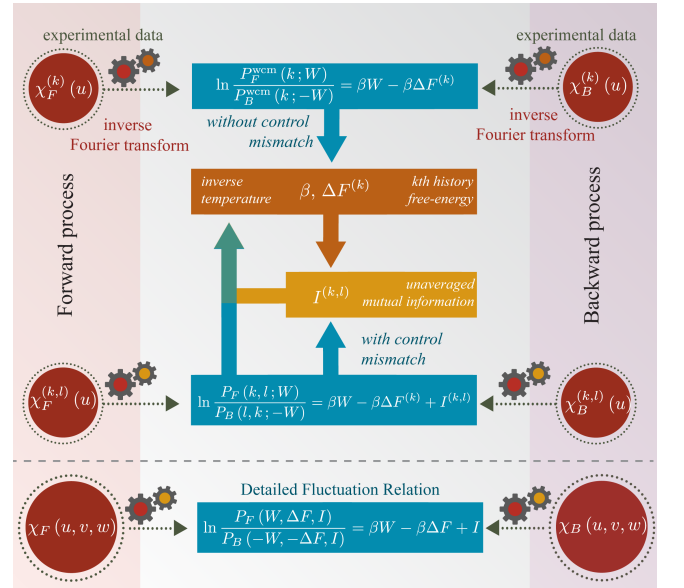 experimental data
experimental data
χ_F^{(k)} (u)
ln P_F^{wcm} (k ; W) / P_B^{wcm} (k ; −W) = βW − βΔF^{(k)}
χ_B^{(k)} (u)
inverse
Fourier transform
without control
mismatch
inverse
Fourier transform
inverse
temperature
β, ΔF^{(k)}
kth history
free-energy
Forward process
Backward process
I^{(k,l)}
unaveraged
mutual information
with control
mismatch
χ_F^{(k,l)} (u)
ln P_F (k, l ; W) / P_B (l, k ; −W) = βW − βΔF^{(k)} + I^{(k,l)}
χ_B^{(k,l)} (u)
Detailed Fluctuation Relation
χ_F (u, v, w)
ln P_F (W, ΔF, I) / P_B (−W, −ΔF, I) = βW − βΔF + I
χ_B (u, v, w)